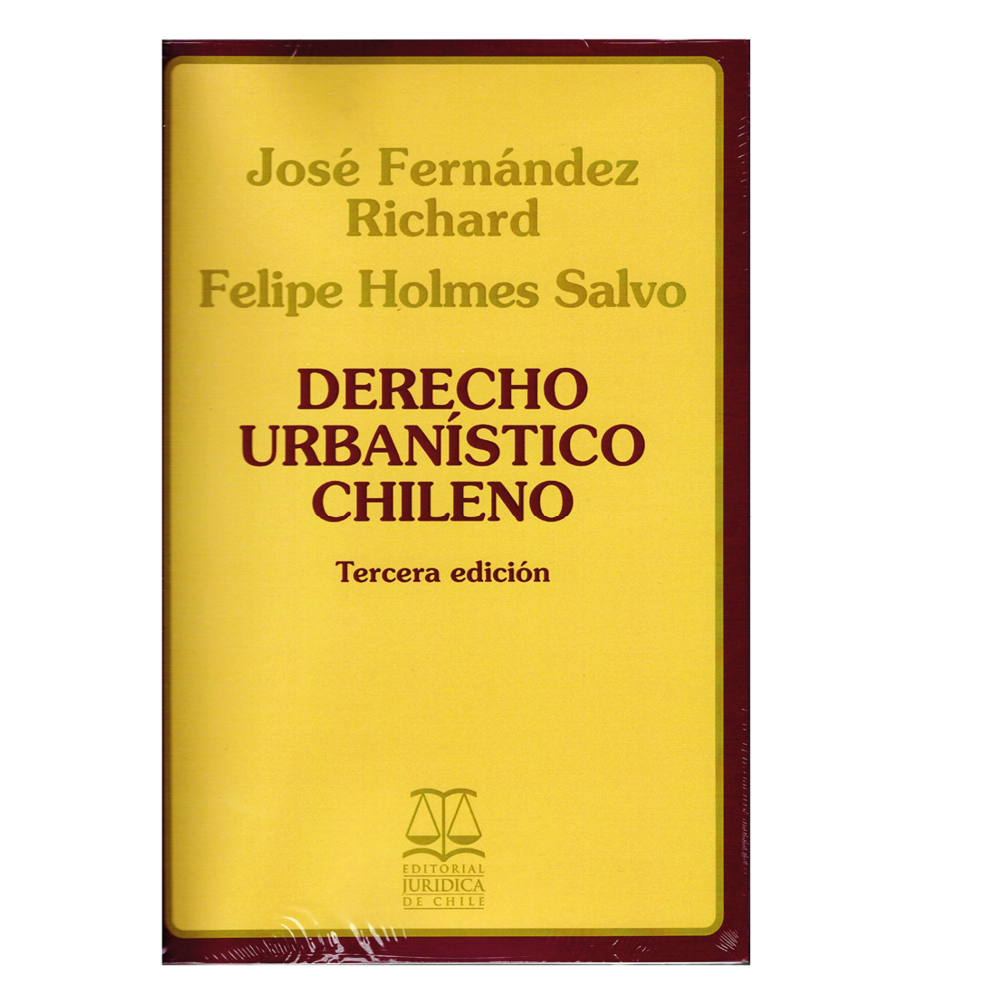 José Fernández
Richard
Felipe Holmes Salvo
DERECHO
URBANÍSTICO
CHILENO
Tercera edición
EDITORIAL
JURIDICA
DE CHILE